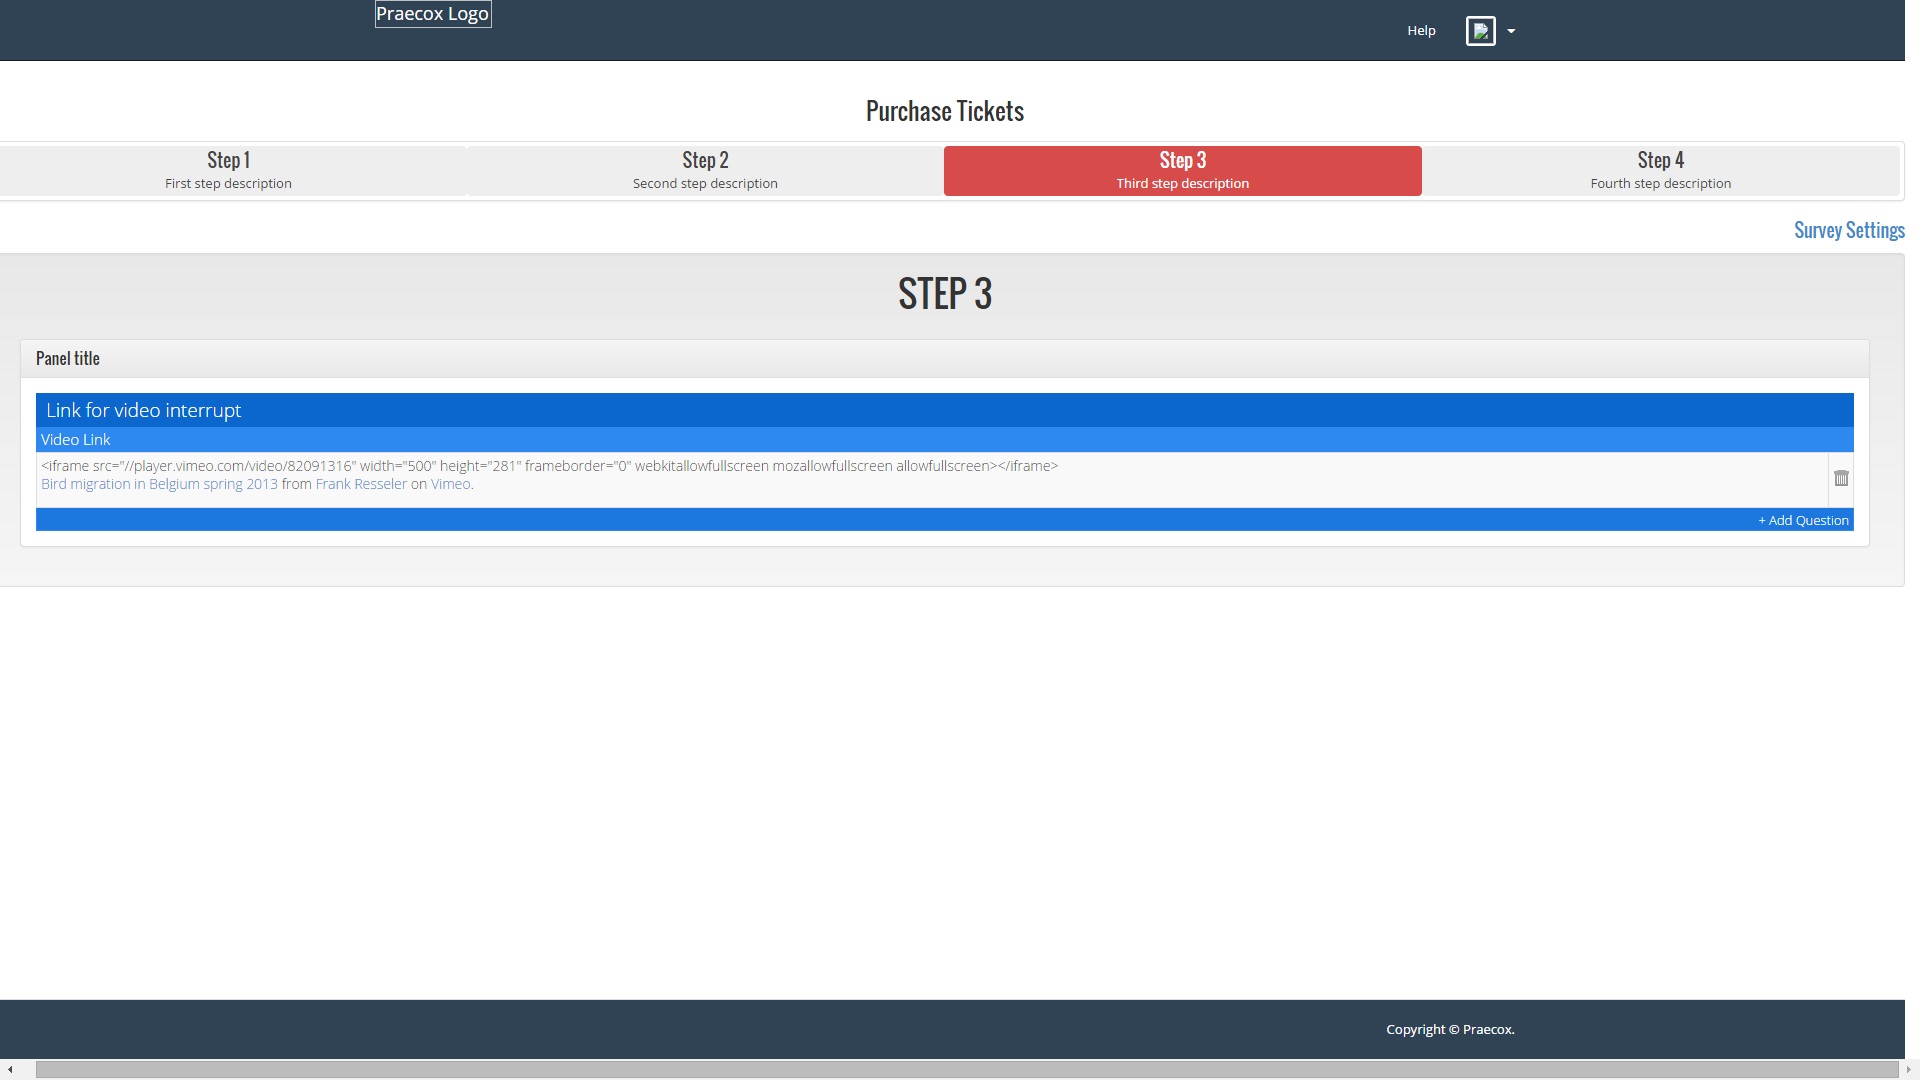 Praecox Logo
Help
Purchase Tickets
Step 1
First step description
Step 2
Second step description
Step 3
Third step description
Step 4
Fourth step description
Survey Settings
STEP 3
Panel title
Link for video interrupt
Video Link
<iframe src="//player.vimeo.com/video/82091316" width="500" height="281" frameborder="0" webkitallowfullscreen mozallowfullscreen allowfullscreen></iframe>
Bird migration in Belgium spring 2013 from Frank Resseler on Vimeo.
+ Add Question
Copyright © Praecox.